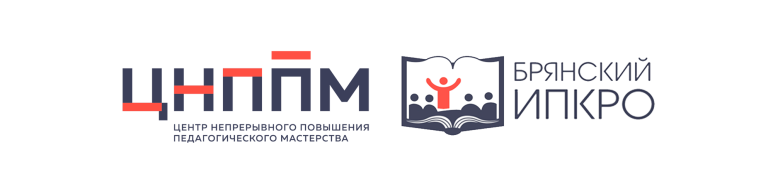 ЦНППМ
ЦЕНТР НЕПРЕРЫВНОГО ПОВЫШЕНИЯ
ПЕДАГОГИЧЕСКОГО МАСТЕРСТВА
БРЯНСКИЙ
ИПКРО